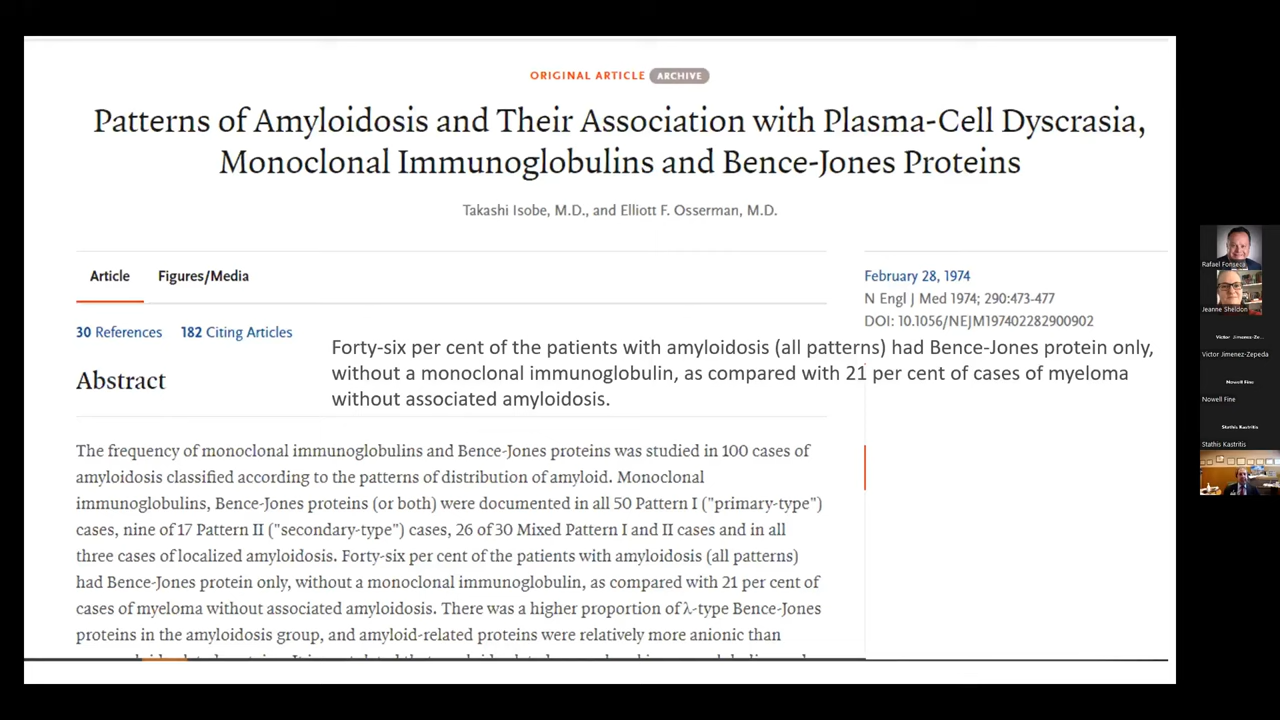 ORIGINAL ARTICLE ARCHIVE
Patterns of Amyloidosis and Their Association with Plasma-Cell Dyscrasia,
Monoclonal Immunoglobulins and Bence-Jones Proteins
Takashi Isobe, M.D., and Elliott F. Osserman, M.D.
Article Figures/Media
30 References 182 Citing Articles
February 28, 1974
N Engl J Med 1974; 290:473-477
DOI: 10.1056/NEJM197402282900902
Forty-six per cent of the patients with amyloidosis (all patterns) had Bence-Jones protein only,
without a monoclonal immunoglobulin, as compared with 21 per cent of cases of myeloma
without associated amyloidosis.
Abstract
The frequency of monoclonal immunoglobulins and Bence-Jones proteins was studied in 100 cases of
amyloidosis classified according to the patterns of distribution of amyloid. Monoclonal
immunoglobulins, Bence-Jones proteins (or both) were documented in all 50 Pattern I ("primary-type")
cases, nine of 17 Pattern II ("secondary-type") cases, 26 of 30 Mixed Pattern I and II cases and in all
three cases of localized amyloidosis. Forty-six per cent of the patients with amyloidosis (all patterns)
had Bence-Jones protein only, without a monoclonal immunoglobulin, as compared with 21 per cent of
cases of myeloma without associated amyloidosis. There was a higher proportion of λ-type Bence-Jones
proteins in the amyloidosis group, and amyloid-related proteins were relatively more anionic than
Rafael Fonseca
Jeanne Sheldon
Victor Jimenez-Ze...
Victor Jimenez-Zepeda
Nowell Fine
Nowell Fine
Stathis Kastritis
Stathis Kastritis